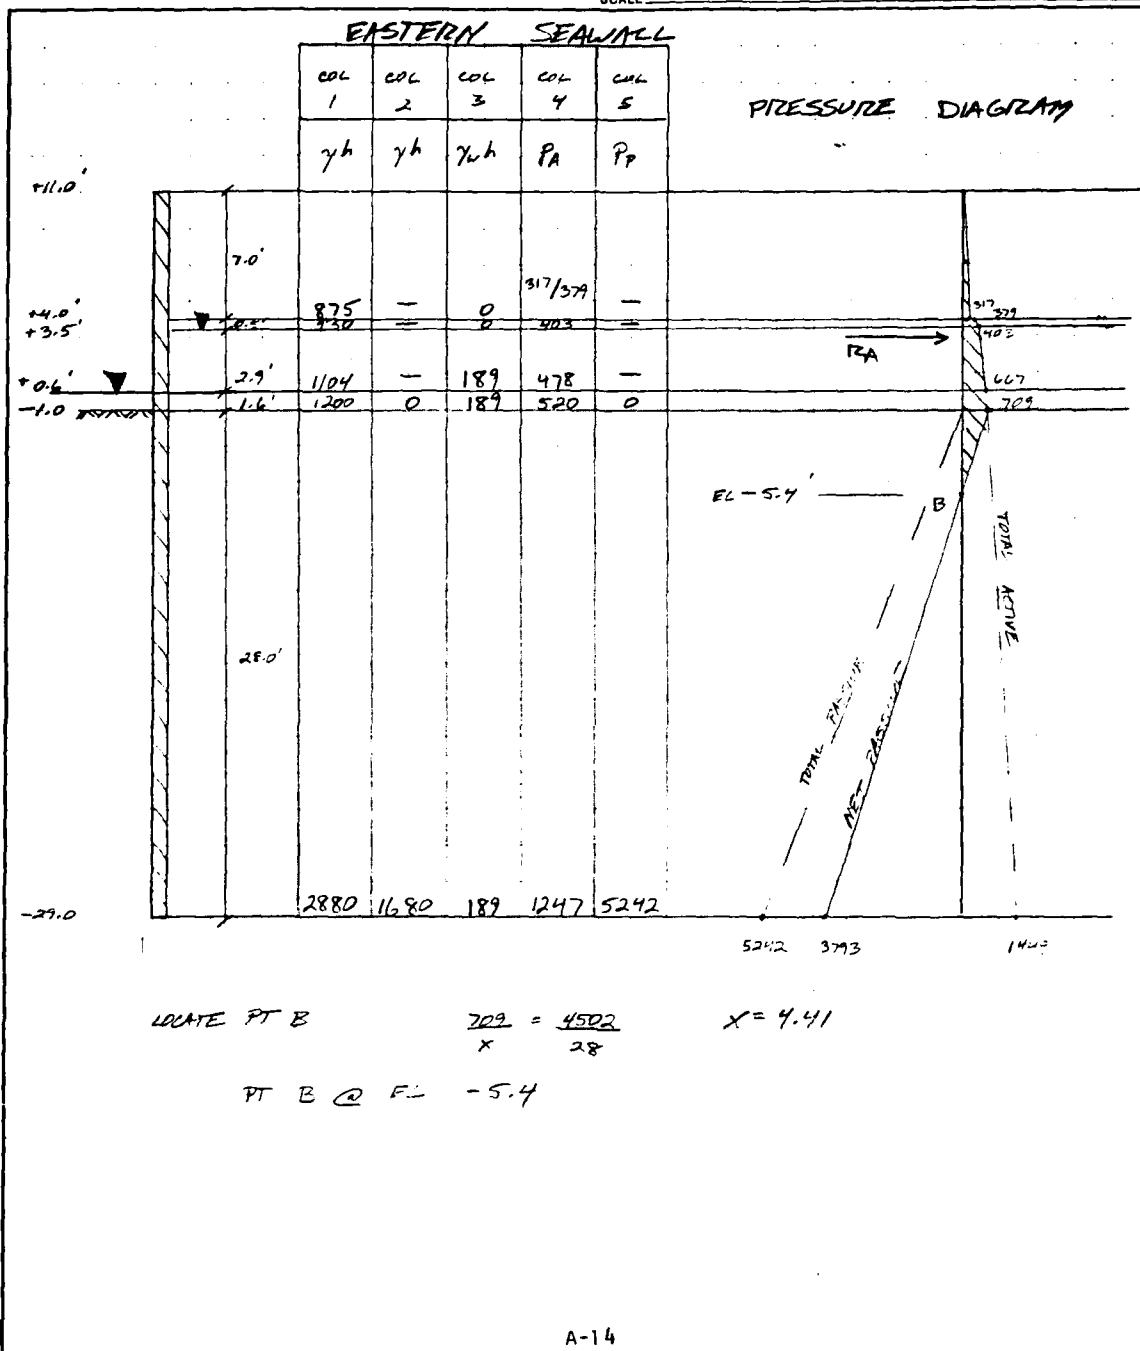 SCALE
EASTERN SEAWALL
COL 1 COL 2 COL 3 COL 4 COL 5
PRESSURE DIAGRAM
γh γh γwh PA PP
+11.0'
7.0'
+4.0' 875 — 0 317/379 — 317 379
+3.5' — 0 403 — 403
RA
+0.6' 2.9' 1104 — 189 478 — 667
-1.0 1.6' 1200 0 189 520 0 709
EL -5.4' B
TOTAL ACTIVE
28.0'
TOTAL
NET
-29.0 2880 1680 189 1247 5242
5242 3793
LOCATE PT B 709/x = 4502/28 X = 4.41
PT B @ EL -5.4
A-14